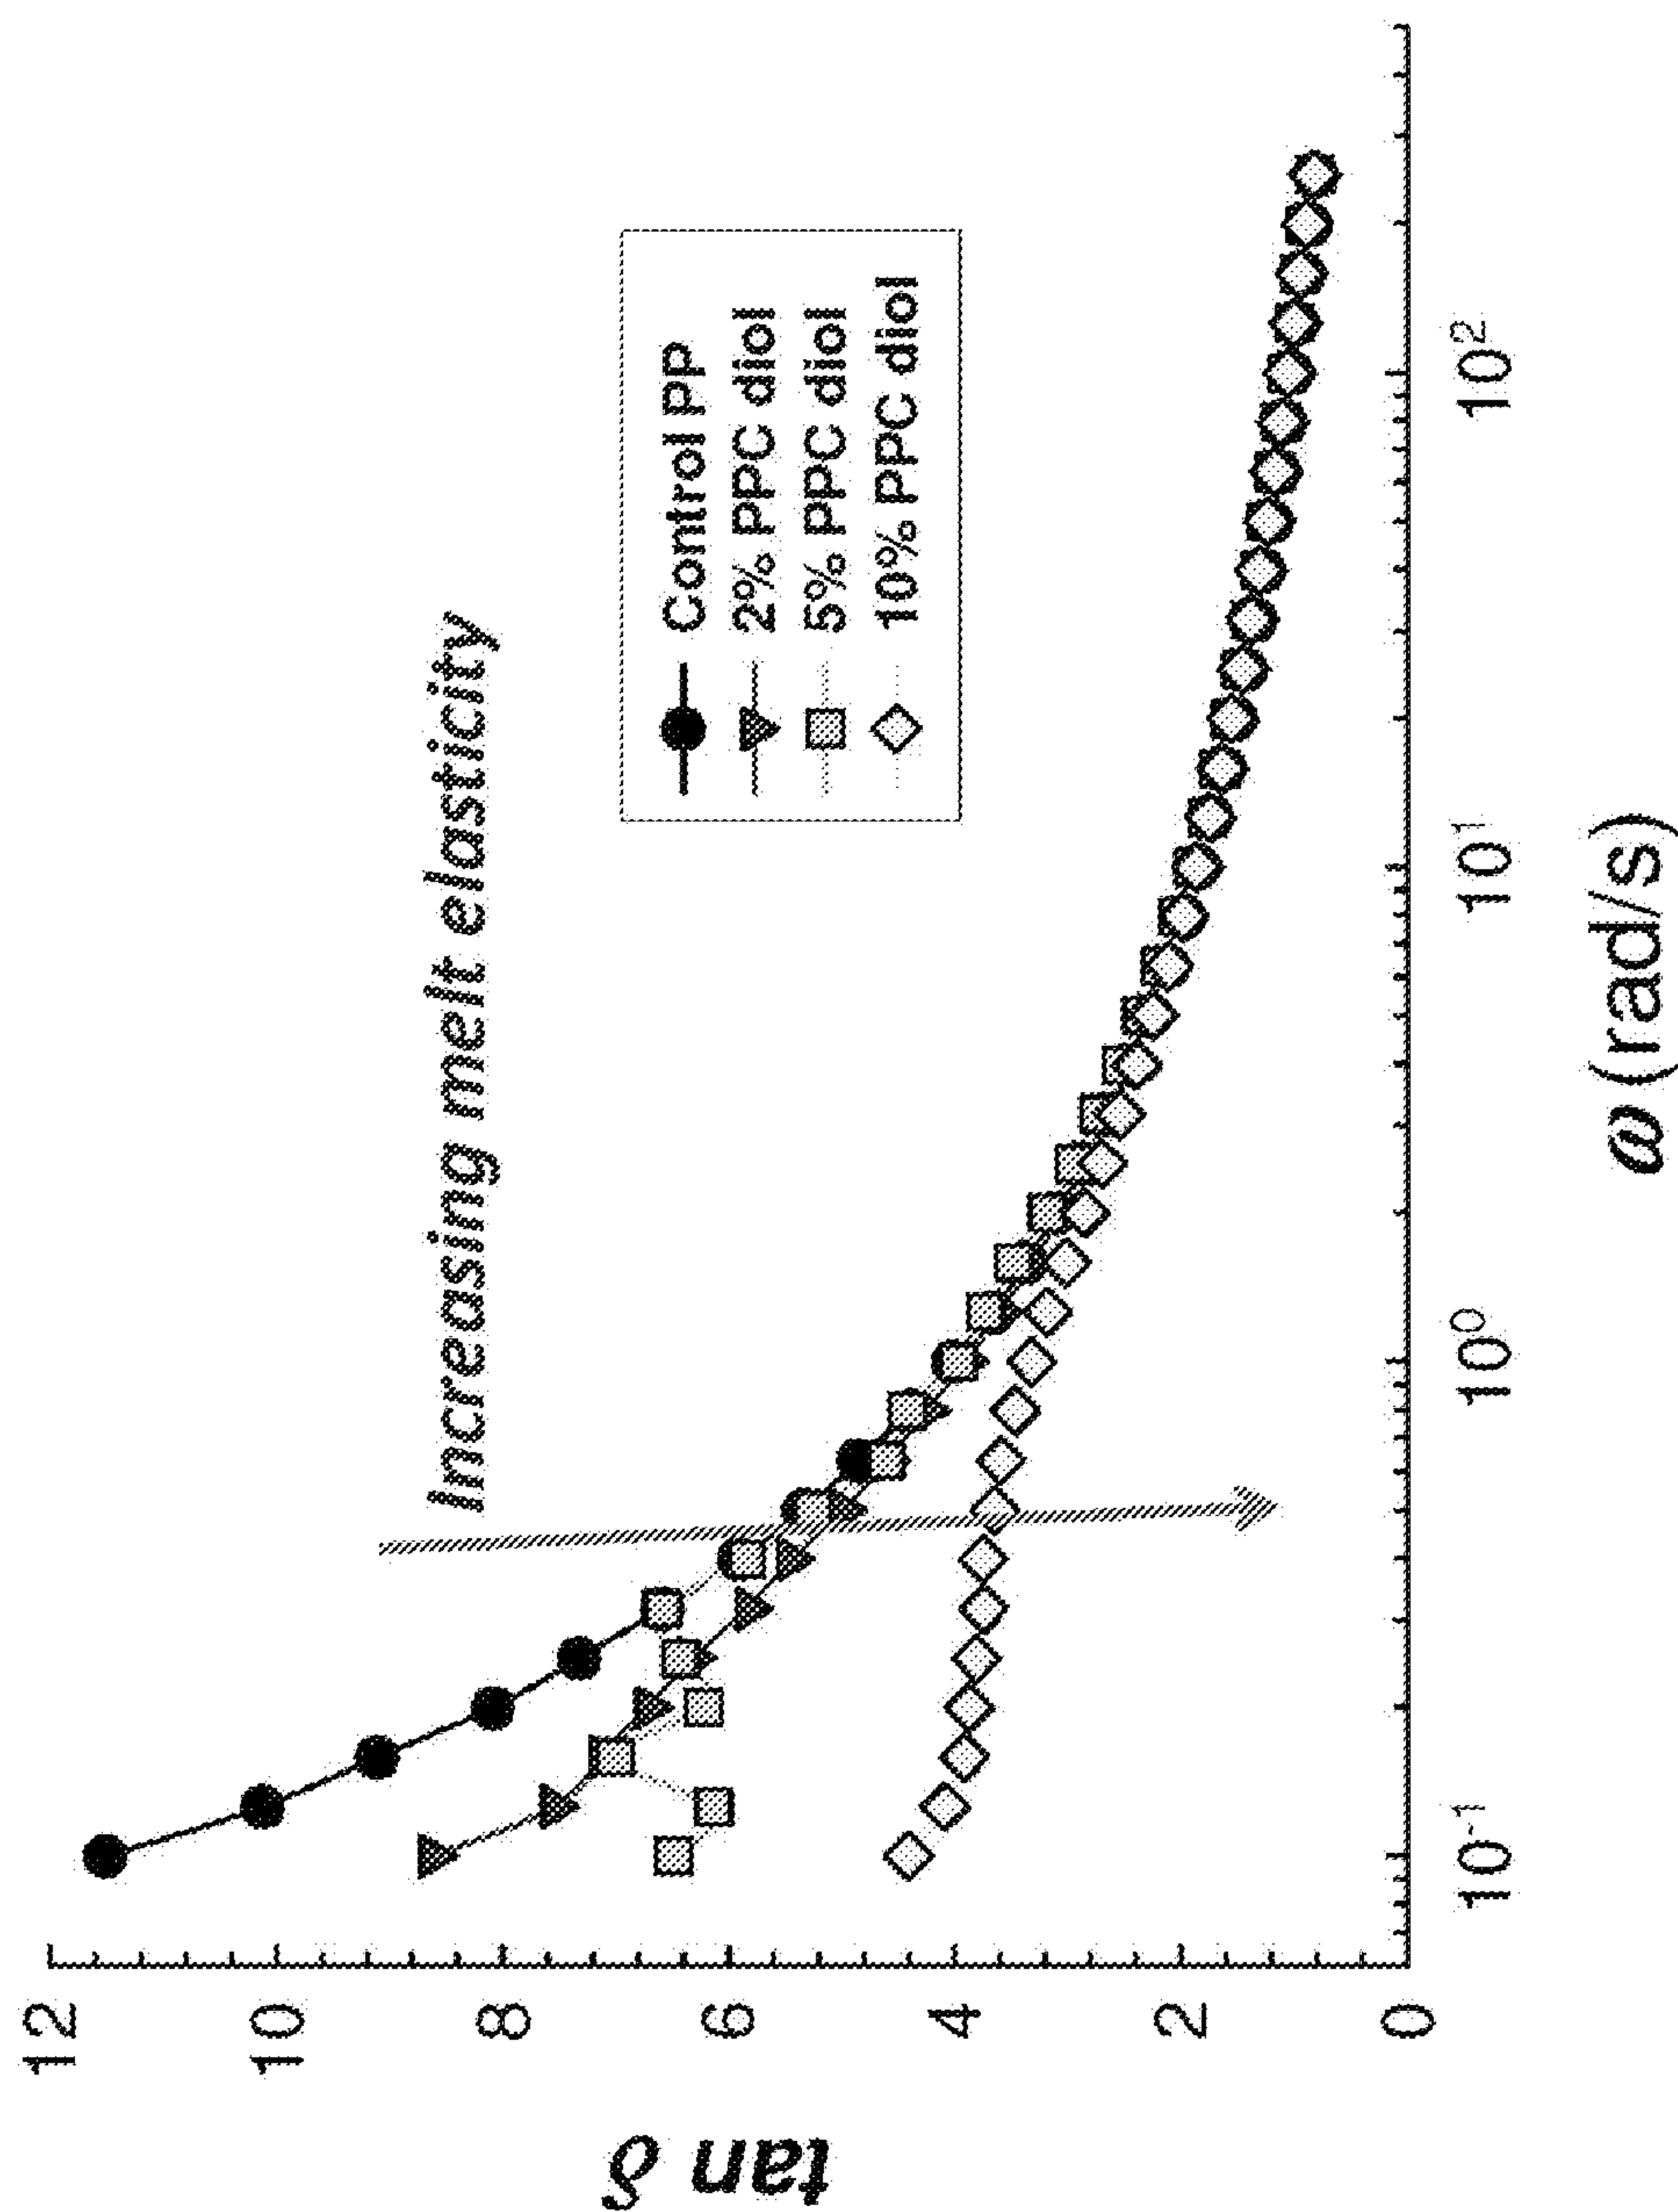 Increasing melt elasticity
Control PP
2% PPC diol
5% PPC diol
10% PPC diol
tan δ
12
10
8
6
4
2
0
10⁻¹
10⁰
10¹
10²
ω (rad/s)